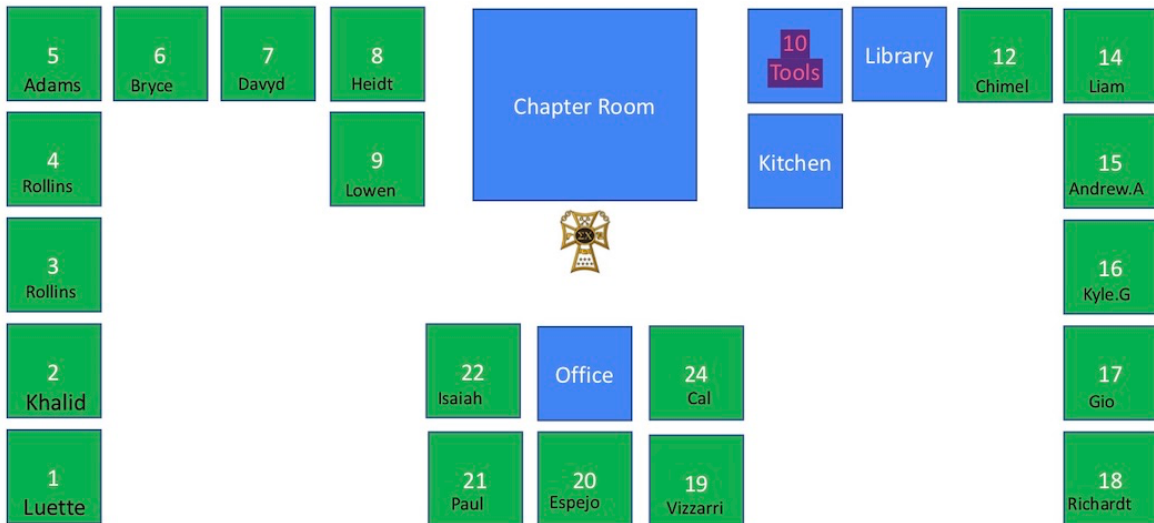 5
Adams
6
Bryce
7
Davyd
8
Heidt
Chapter Room
10
Tools
Library
12
Chimel
14
Liam
4
Rollins
9
Lowen
Kitchen
15
Andrew.A
3
Rollins
ΣΧ
16
Kyle.G
2
Khalid
22
Isaiah
Office
24
Cal
17
Gio
1
Luette
21
Paul
20
Espejo
19
Vizzarri
18
Richardt